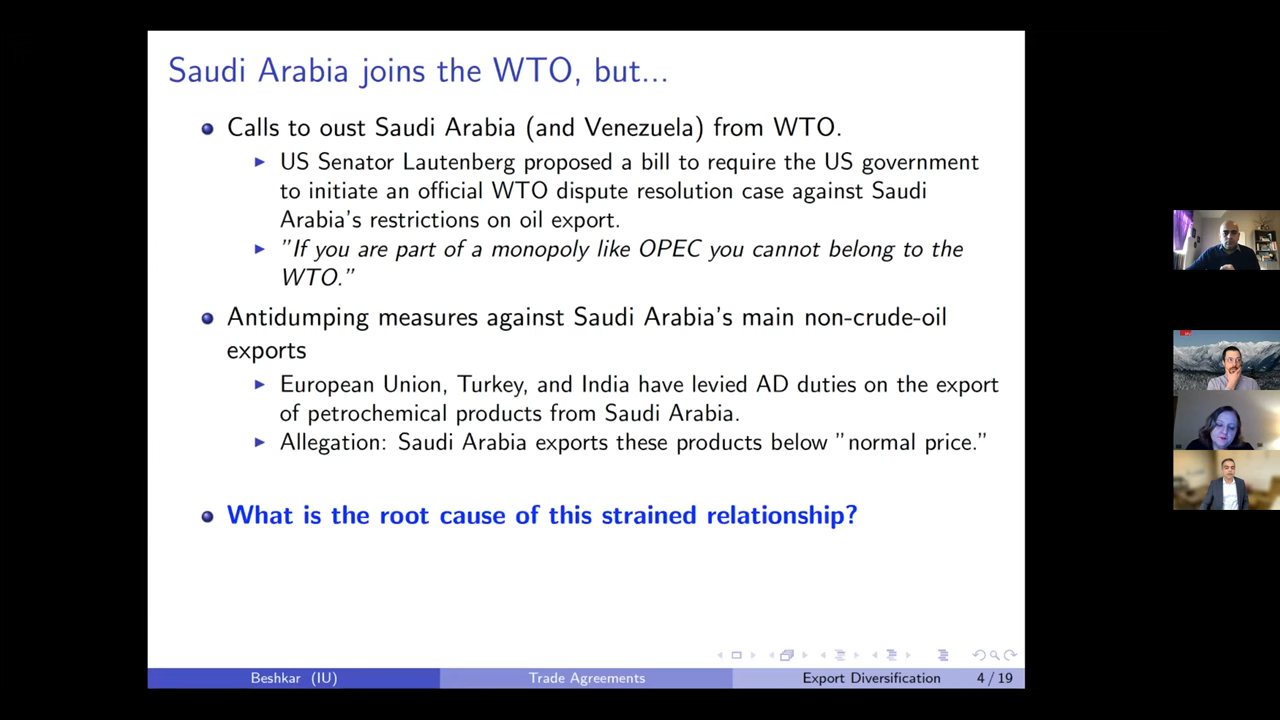 Saudi Arabia joins the WTO, but...
Calls to oust Saudi Arabia (and Venezuela) from WTO.
US Senator Lautenberg proposed a bill to require the US government
to initiate an official WTO dispute resolution case against Saudi
Arabia's restrictions on oil export.
"If you are part of a monopoly like OPEC you cannot belong to the
WTO."
Antidumping measures against Saudi Arabia's main non-crude-oil
exports
European Union, Turkey, and India have levied AD duties on the export
of petrochemical products from Saudi Arabia.
Allegation: Saudi Arabia exports these products below "normal price."
What is the root cause of this strained relationship?
Beshkar (IU) Trade Agreements Export Diversification 4 / 19